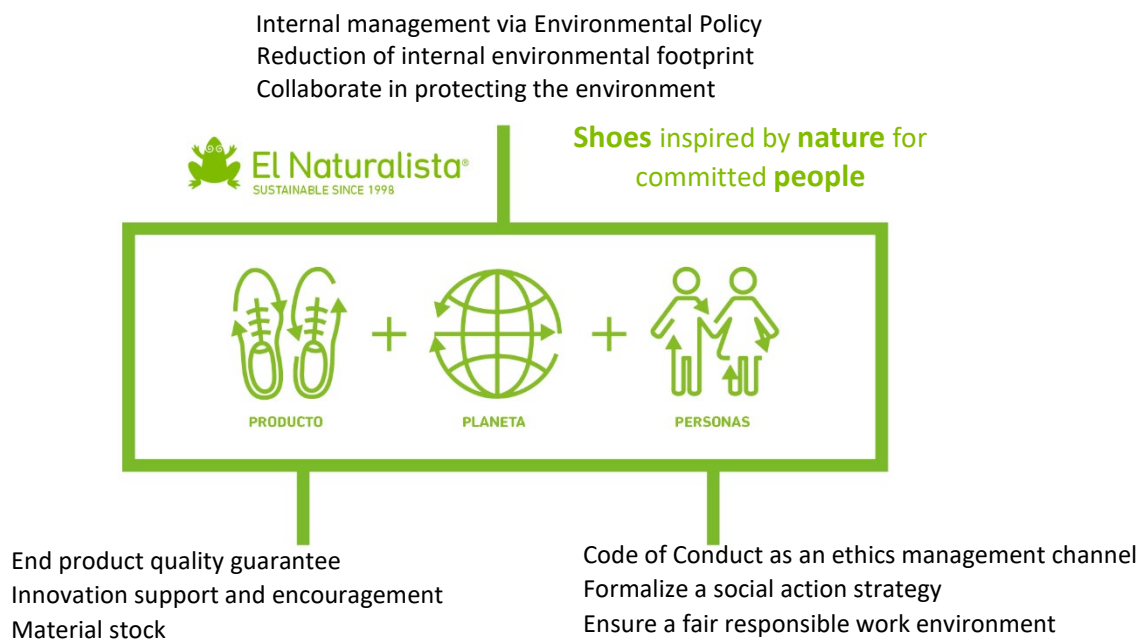 Internal management via Environmental Policy
Reduction of internal environmental footprint
Collaborate in protecting the environment
El Naturalista®
SUSTAINABLE SINCE 1998
Shoes inspired by nature for
committed people
PRODUCTO
PLANETA
PERSONAS
End product quality guarantee
Innovation support and encouragement
Material stock
Code of Conduct as an ethics management channel
Formalize a social action strategy
Ensure a fair responsible work environment